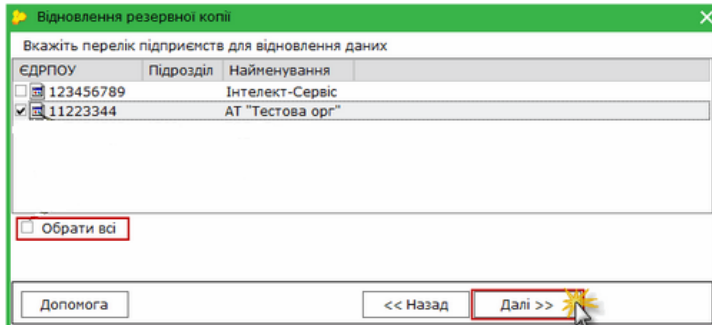 Відновлення резервної копії
Вкажіть перелік підприємств для відновлення даних
ЄДРПОУ Підрозділ Найменування
123456789 Інтелект-Сервіс
11223344 АТ "Тестова орг"
Обрати всі
Допомога << Назад Далі >>